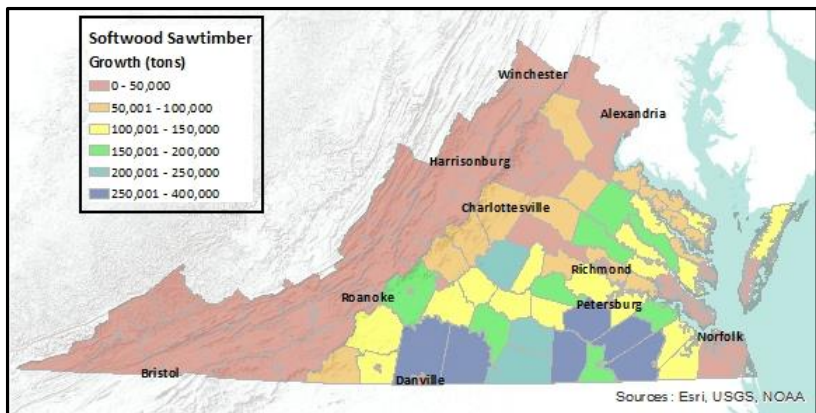 Softwood Sawtimber
Growth (tons)
0 - 50,000
50,001 - 100,000
100,001 - 150,000
150,001 - 200,000
200,001 - 250,000
250,001 - 400,000
Winchester
Alexandria
Harrisonburg
Charlottesville
Richmond
Roanoke
Petersburg
Norfolk
Bristol
Danville
Sources: Esri, USGS, NOAA